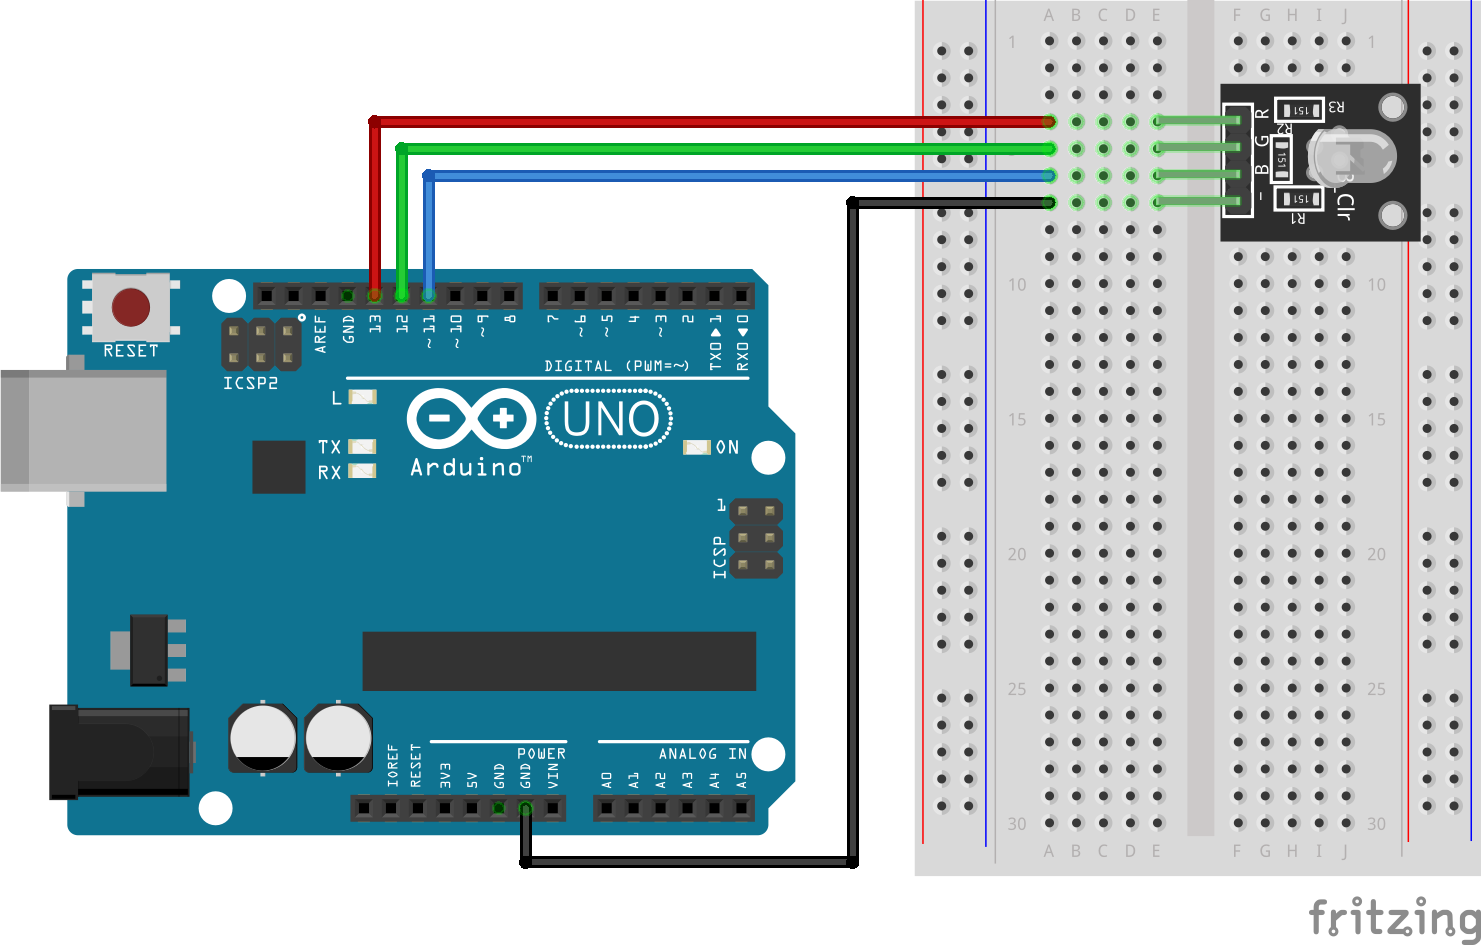 A B C D E F G H I J
1 1
R
G
B
-
R3
151
R2
151
151
R1
Clr
10 10
15 15
20 20
25 25
30 30
A B C D E F G H I J
RESET
ICSP2
AREF
GND
13
12
~11
~10
~9
8
7
~6
~5
4
~3
2
TX0▶1
RX0◀0
DIGITAL (PWM=~)
L
TX
RX
UNO
Arduino™
ON
1
ICSP
IOREF
RESET
3V3
5V
GND
GND
VIN
POWER
ANALOG IN
A0
A1
A2
A3
A4
A5
fritzing